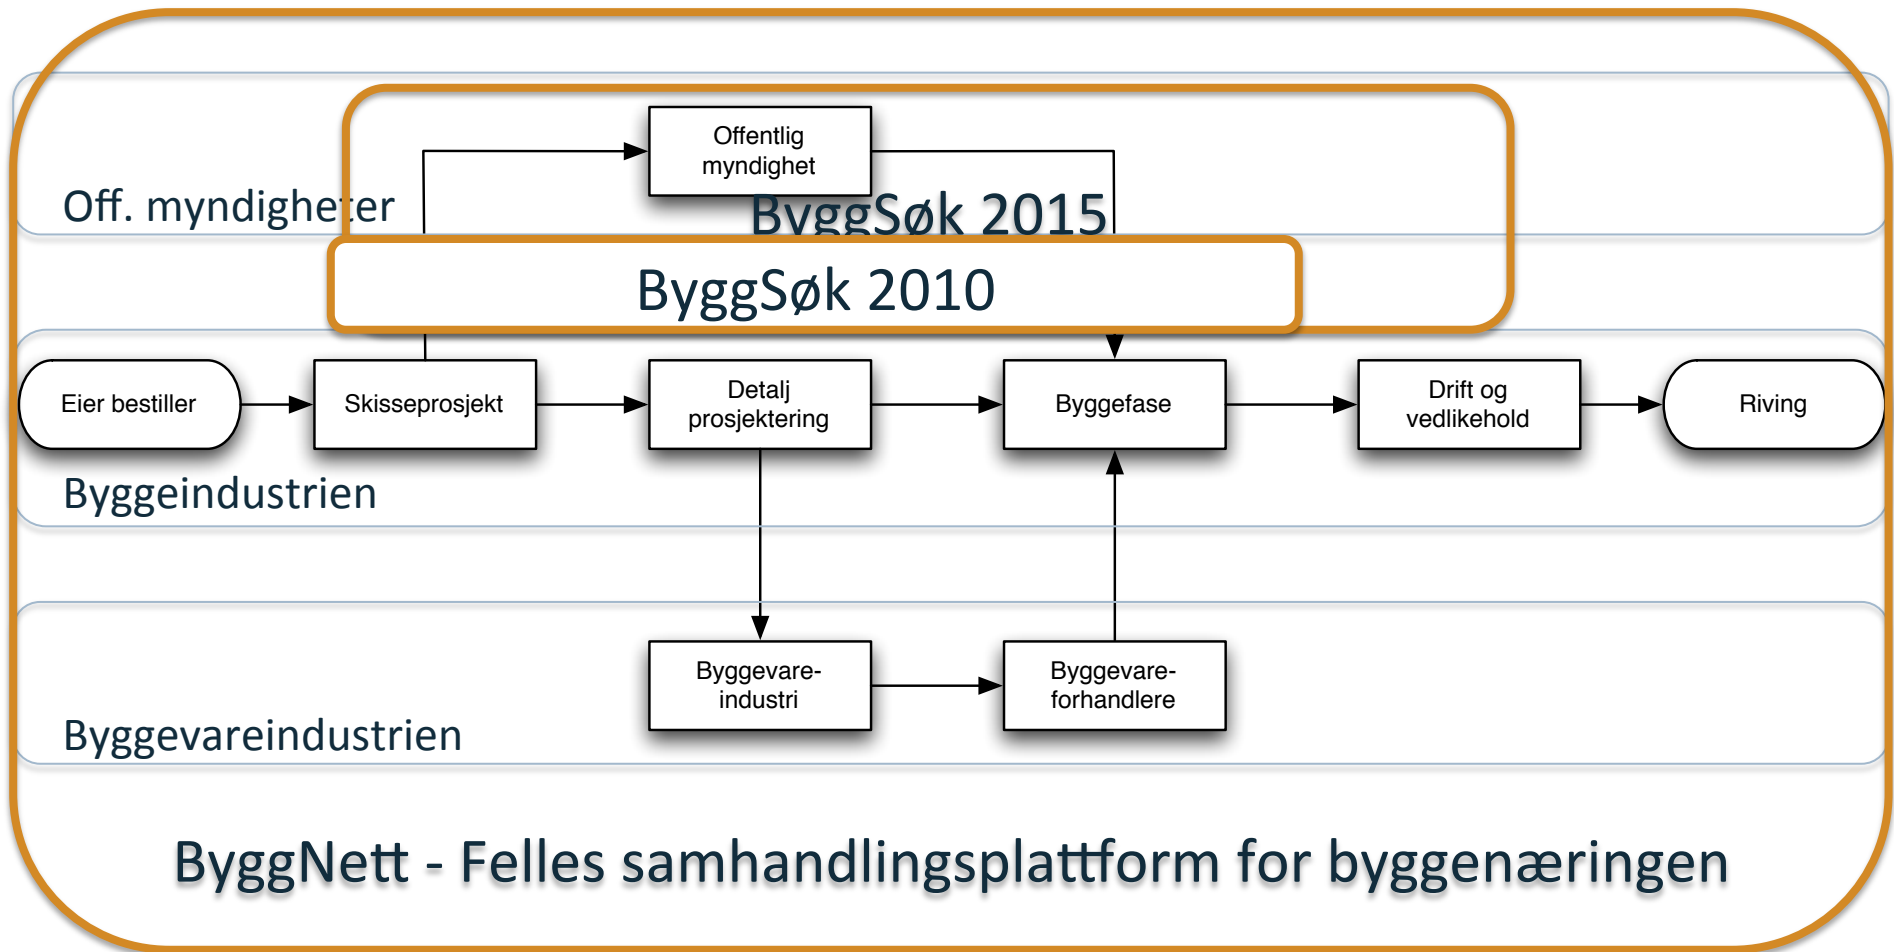 Offentlig
myndighet
Off. myndigheter
ByggSøk 2015
ByggSøk 2010
Eier bestiller
Skisseprosjekt
Detalj
prosjektering
Byggefase
Drift og
vedlikehold
Riving
Byggeindustrien
Byggevare-
industri
Byggevare-
forhandlere
Byggevareindustrien
ByggNett - Felles samhandlingsplattform for byggenæringen